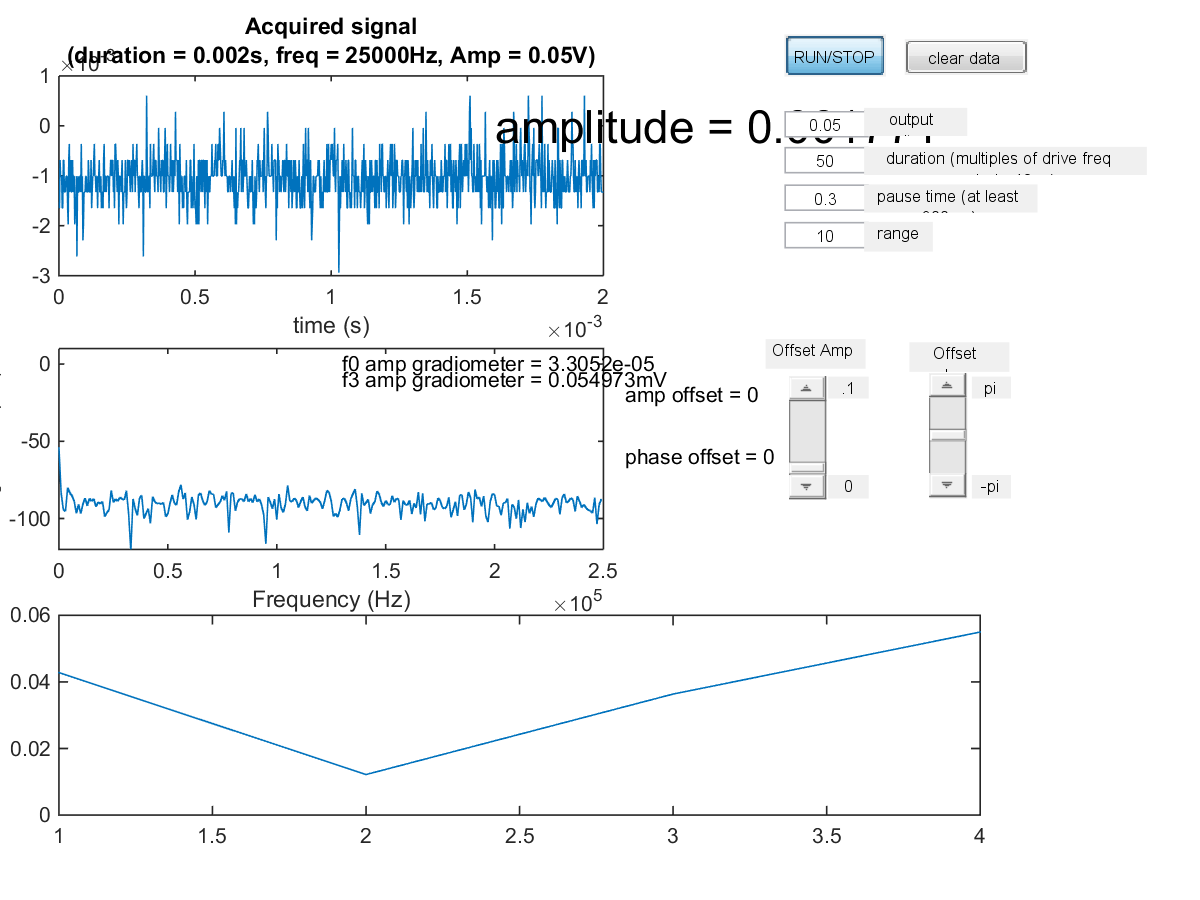 Acquired signal
(duration = 0.002s, freq = 25000Hz, Amp = 0.05V)
1
0
-1
-2
-3
0
0.5
1
1.5
2
time (s)
×10-3
amplitude = 0.001771
RUN/STOP
clear data
0.05
output
50
duration (multiples of drive freq
0.3
pause time (at least
10
range
0
-50
-100
f0 amp gradiometer = 3.3052e-05
f3 amp gradiometer = 0.054973mV
0
0.5
1
1.5
2
2.5
Frequency (Hz)
×105
amp offset = 0
phase offset = 0
Offset Amp
.1
0
Offset
pi
-pi
0.06
0.04
0.02
0
1
1.5
2
2.5
3
3.5
4